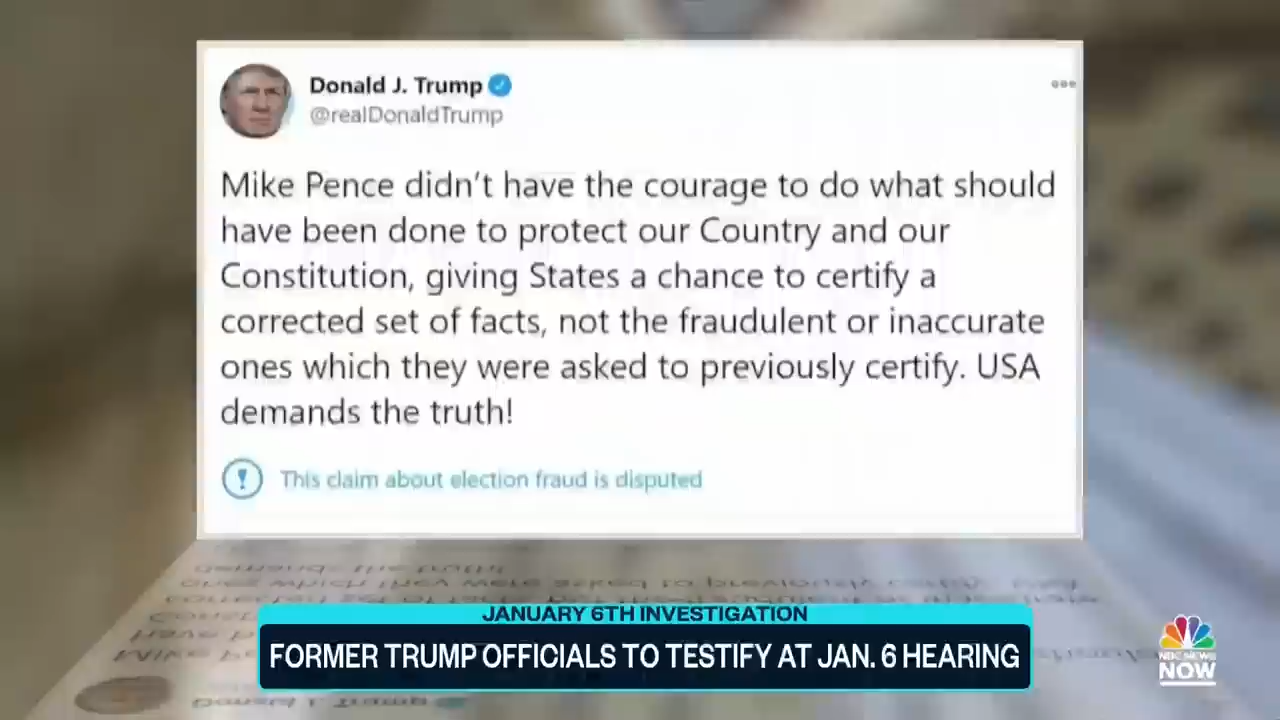 Donald J. Trump
@realDonaldTrump
Mike Pence didn't have the courage to do what should
have been done to protect our Country and our
Constitution, giving States a chance to certify a
corrected set of facts, not the fraudulent or inaccurate
ones which they were asked to previously certify. USA
demands the truth!
This claim about election fraud is disputed
JANUARY 6TH INVESTIGATION
FORMER TRUMP OFFICIALS TO TESTIFY AT JAN. 6 HEARING
NBC NEWS
NOW